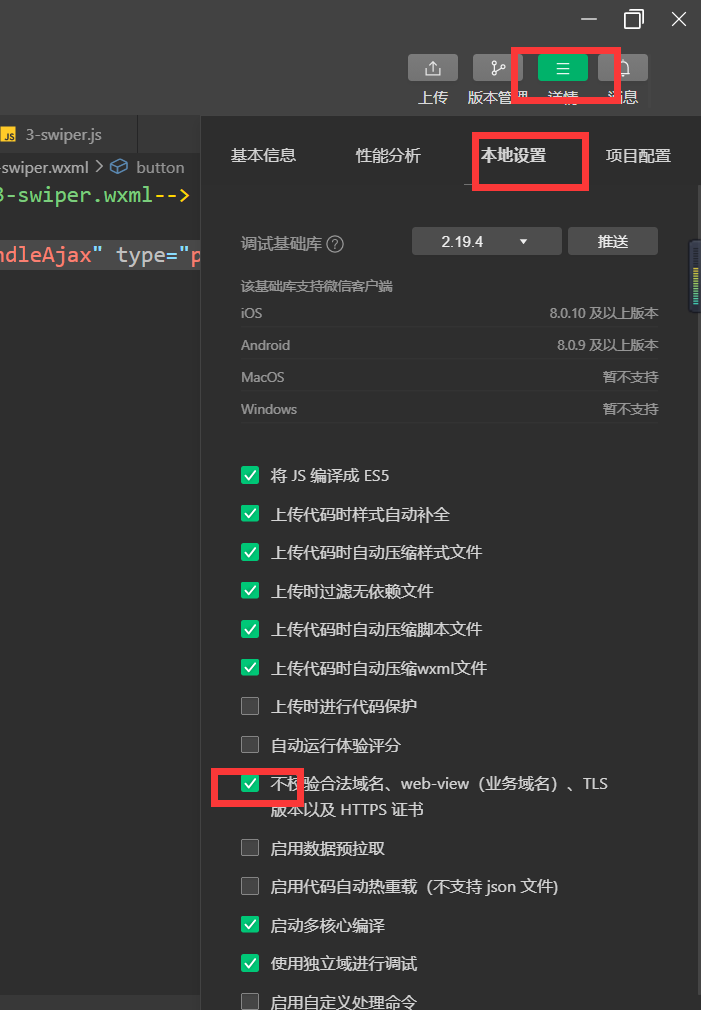 上传
版本管理
详情
消息
JS 3-swiper.js
-swiper.wxml > button
3-swiper.wxml-->
ndleAjax" type="p
基本信息
性能分析
本地设置
项目配置
调试基础库 ?
2.19.4
推送
该基础库支持微信客户端
iOS 8.0.10 及以上版本
Android 8.0.9 及以上版本
MacOS 暂不支持
Windows 暂不支持
将 JS 编译成 ES5
上传代码时样式自动补全
上传代码时自动压缩样式文件
上传时过滤无依赖文件
上传代码时自动压缩脚本文件
上传代码时自动压缩wxml文件
上传时进行代码保护
自动运行体验评分
不校验合法域名、web-view（业务域名）、TLS
版本以及 HTTPS 证书
启用数据预拉取
启用代码自动热重载（不支持 json 文件)
启动多核心编译
使用独立域进行调试
启用自定义处理命令